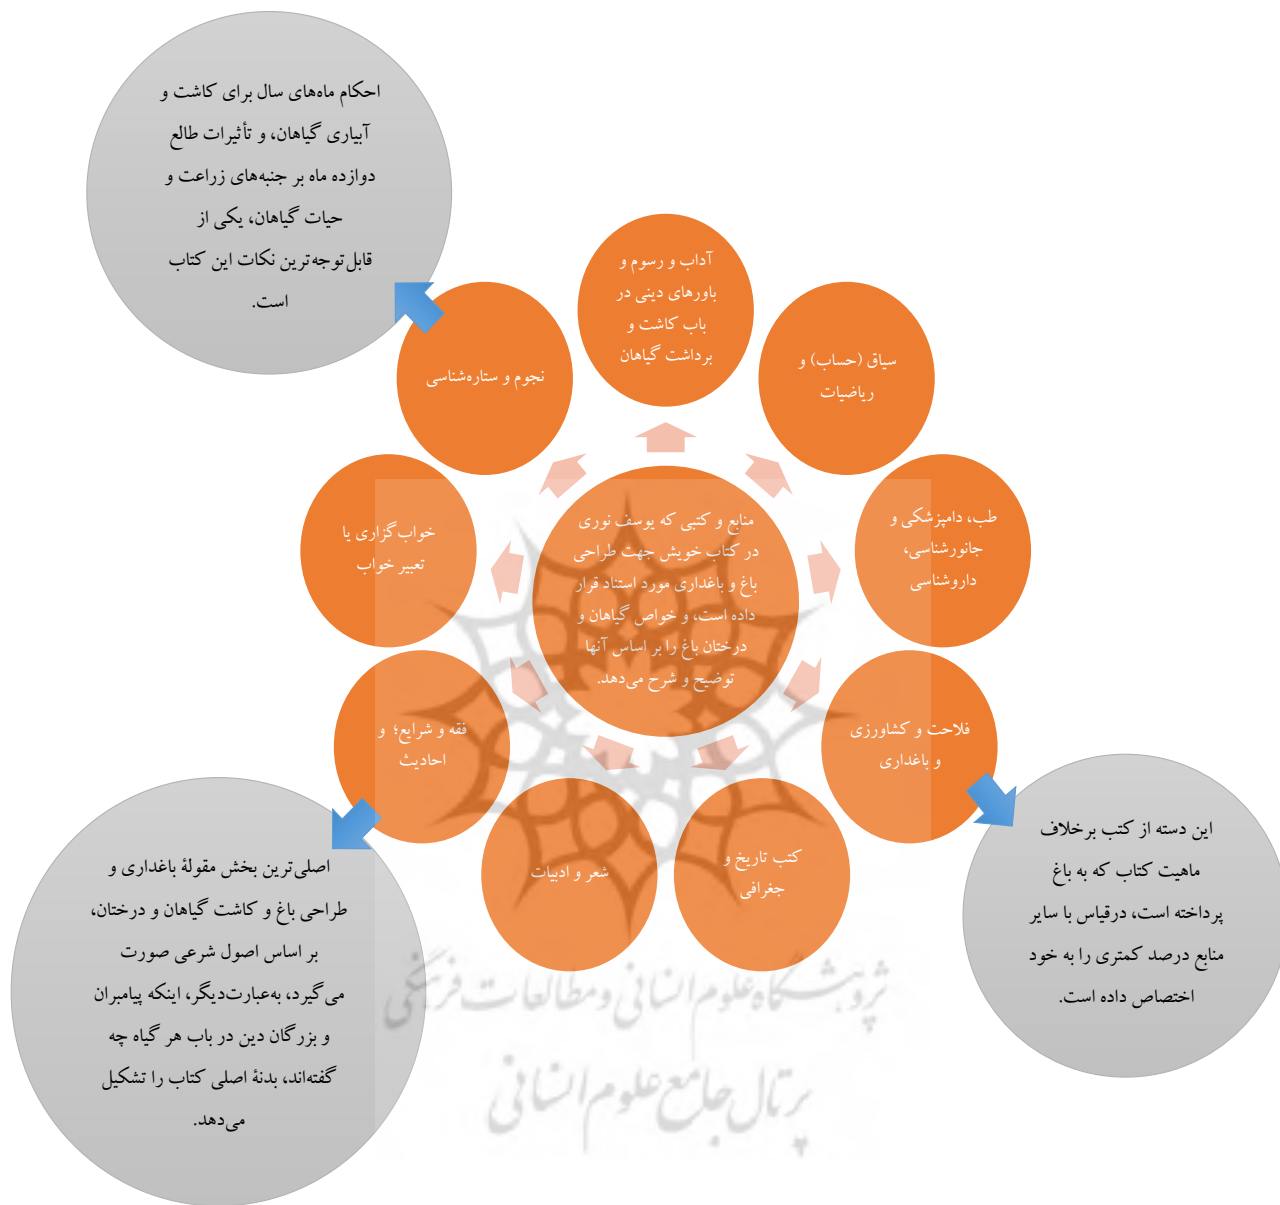 احکام ماه‌های سال برای کاشت و
آبیاری گیاهان، و تأثیرات طالع
دوازده ماه بر جنبه‌های زراعت و
حیات گیاهان، یکی از
قابل‌توجه‌ترین نکات این کتاب
است.
آداب و رسوم و
باورهای دینی در
باب کاشت و
برداشت گیاهان
سیاق (حساب) و
ریاضیات
نجوم و ستاره‌شناسی
طب، دامپزشکی و
جانورشناسی،
داروشناسی
خواب‌گزاری یا
تعبیر خواب
منابع و کتبی که یوسف نوری
در کتاب خویش جهت طراحی
باغ و باغداری مورد استناد قرار
داده است، و خواص گیاهان و
درختان باغ را بر اساس آنها
توضیح و شرح می‌دهد.
فلاحت و کشاورزی
و باغداری
فقه و شرایع؛ و
احادیث
کتب تاریخ و
جغرافی
شعر و ادبیات
این دسته از کتب برخلاف
ماهیت کتاب که به باغ
پرداخته است، درقیاس با سایر
منابع درصد کمتری را به خود
اختصاص داده است.
اصلی‌ترین بخش مقولۀ باغداری و
طراحی باغ و کاشت گیاهان و درختان،
بر اساس اصول شرعی صورت
می‌گیرد، به‌عبارت‌دیگر، اینکه پیامبران
و بزرگان دین در باب هر گیاه چه
گفته‌اند، بدنۀ اصلی کتاب را تشکیل
می‌دهد.
پژوهشگاه علوم انسانی و مطالعات فرهنگی
پرتال جامع علوم انسانی